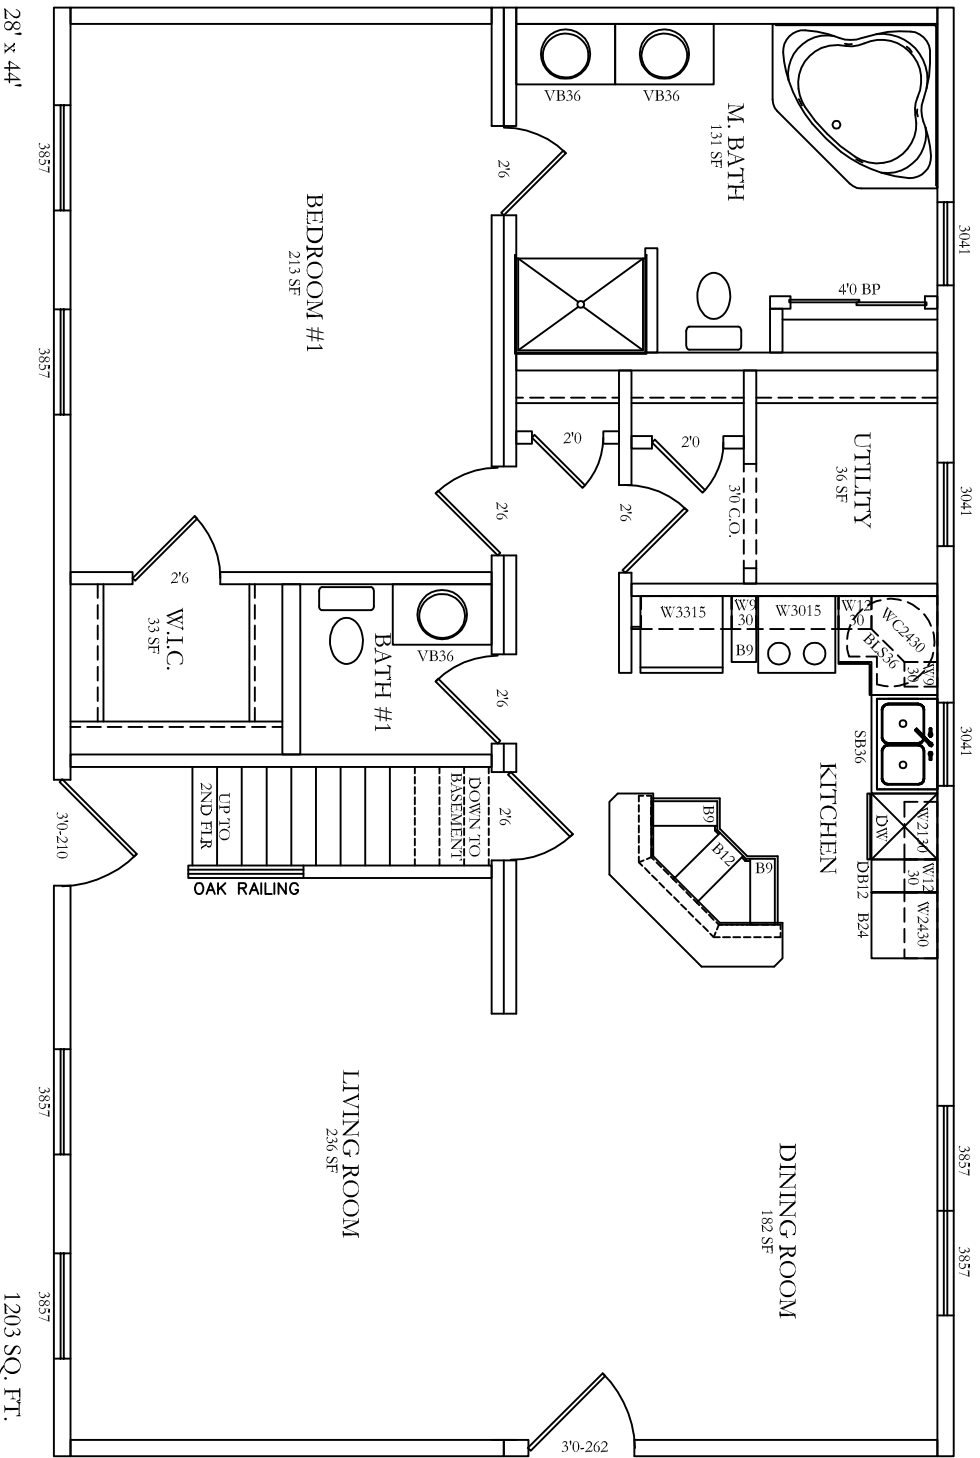 VB36
VB36
M. BATH
131 SF
3041
3857
2'6
BEDROOM #1
213 SF
4'0 BP
3857
2'0
2'0
UTILITY
36 SF
3041
3'0 C.O.
2'6
2'6
2'6
W.I.C.
33 SF
BATH #1
VB36
2'6
W3315
W9
30
B9
W3015
W12
30
WC2430
BLS36
W9
30
SB36
3041
KITCHEN
DW
W2130
DB12
W12
30
B24
W2430
B9
B12
B9
3'0-210
UP TO
2ND FLR
DOWN TO
BASEMENT
2'6
OAK RAILING
LIVING ROOM
236 SF
DINING ROOM
182 SF
3857
3857
3857
3857
3'0-262
28' x 44'
1203 SQ. FT.